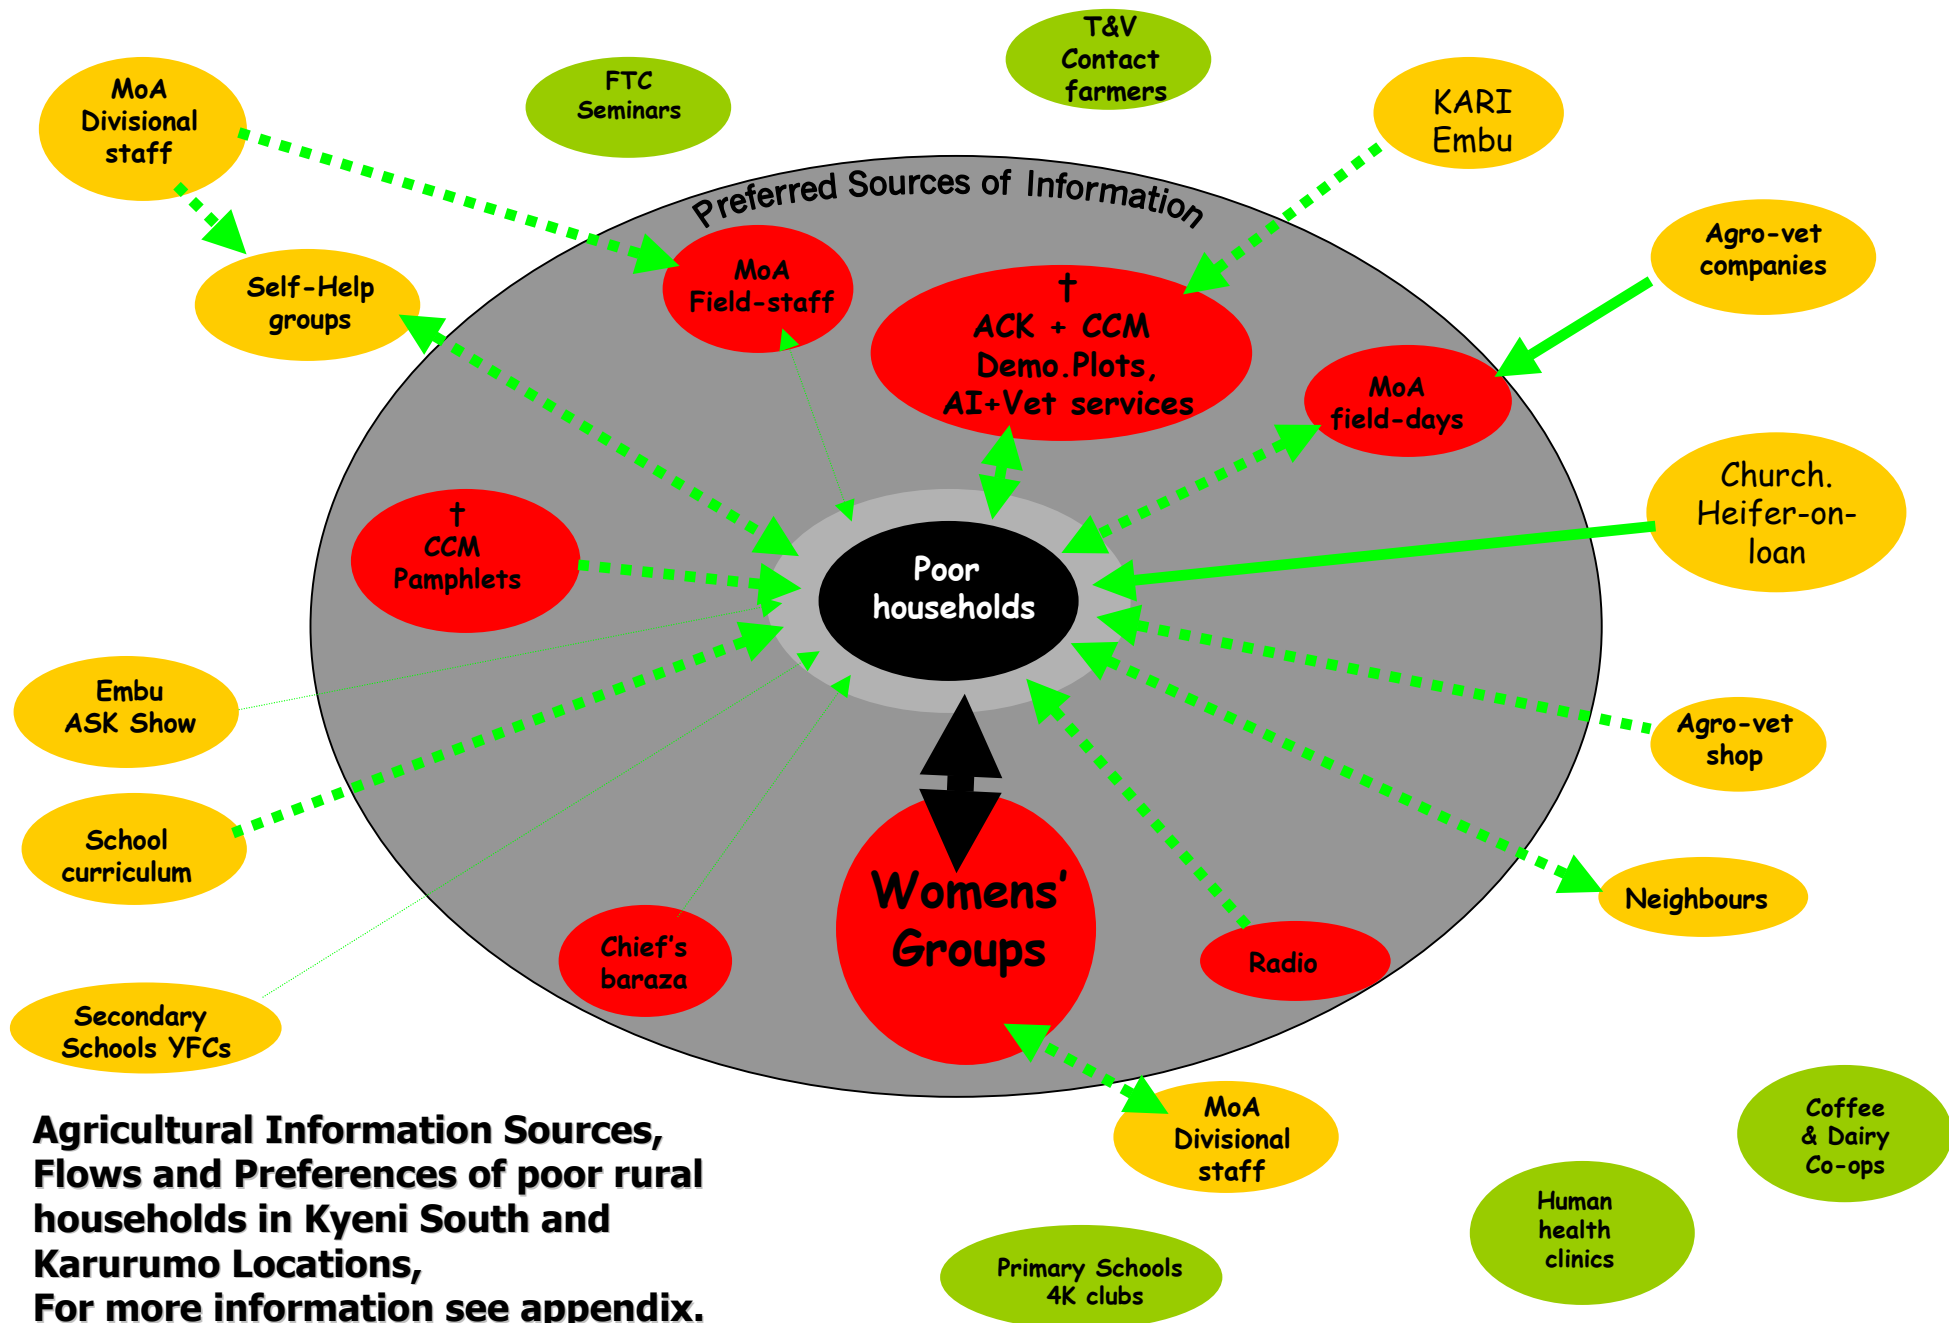 T&V
Contact
farmers
FTC
Seminars
MoA
Divisional
staff
KARI
Embu
Preferred Sources of Information
Agro-vet
companies
Self-Help
groups
MoA
Field-staff
†
ACK + CCM
Demo.Plots,
AI+Vet services
MoA
field-days
Church.
Heifer-on-
loan
†
CCM
Pamphlets
Poor
households
Embu
ASK Show
Agro-vet
shop
School
curriculum
Womens'
Groups
Neighbours
Chief's
baraza
Radio
Secondary
Schools YFCs
MoA
Divisional
staff
Coffee
& Dairy
Co-ops
Human
health
clinics
Primary Schools
4K clubs
Agricultural Information Sources,
Flows and Preferences of poor rural
households in Kyeni South and
Karurumo Locations,
For more information see appendix.